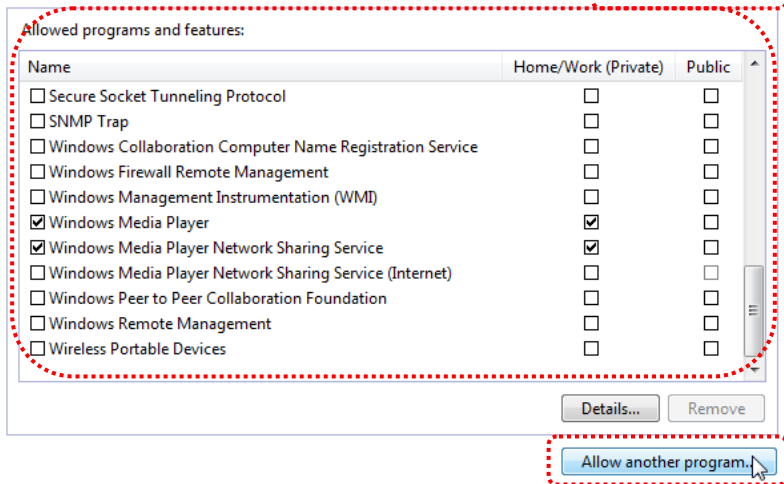 Allowed programs and features:
Name Home/Work (Private) Public
Secure Socket Tunneling Protocol
SNMP Trap
Windows Collaboration Computer Name Registration Service
Windows Firewall Remote Management
Windows Management Instrumentation (WMI)
Windows Media Player
Windows Media Player Network Sharing Service
Windows Media Player Network Sharing Service (Internet)
Windows Peer to Peer Collaboration Foundation
Windows Remote Management
Wireless Portable Devices
Details... Remove
Allow another program...